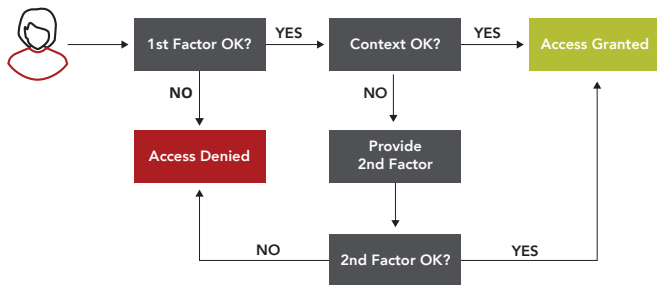 1st Factor OK?
YES
Context OK?
YES
Access Granted
NO
NO
Access Denied
Provide
2nd Factor
NO
2nd Factor OK?
YES